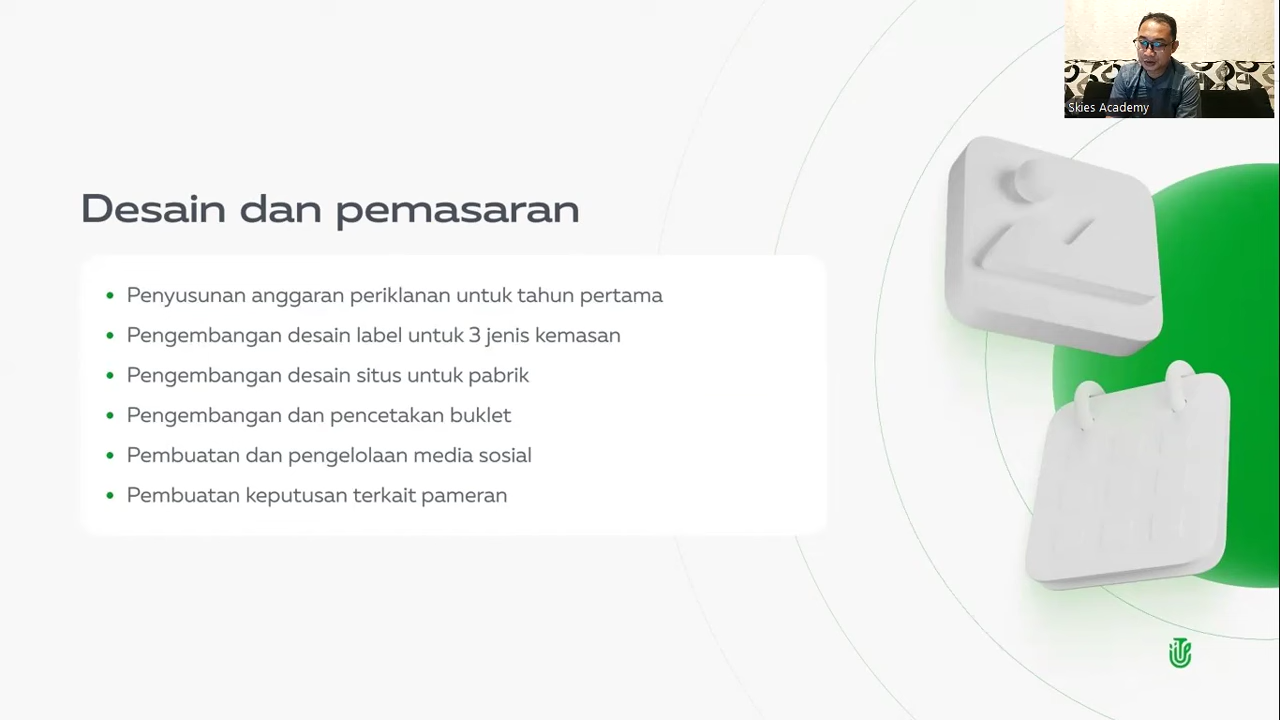 Skies Academy
Desain dan pemasaran
Penyusunan anggaran periklanan untuk tahun pertama
Pengembangan desain label untuk 3 jenis kemasan
Pengembangan desain situs untuk pabrik
Pengembangan dan pencetakan buklet
Pembuatan dan pengelolaan media sosial
Pembuatan keputusan terkait pameran